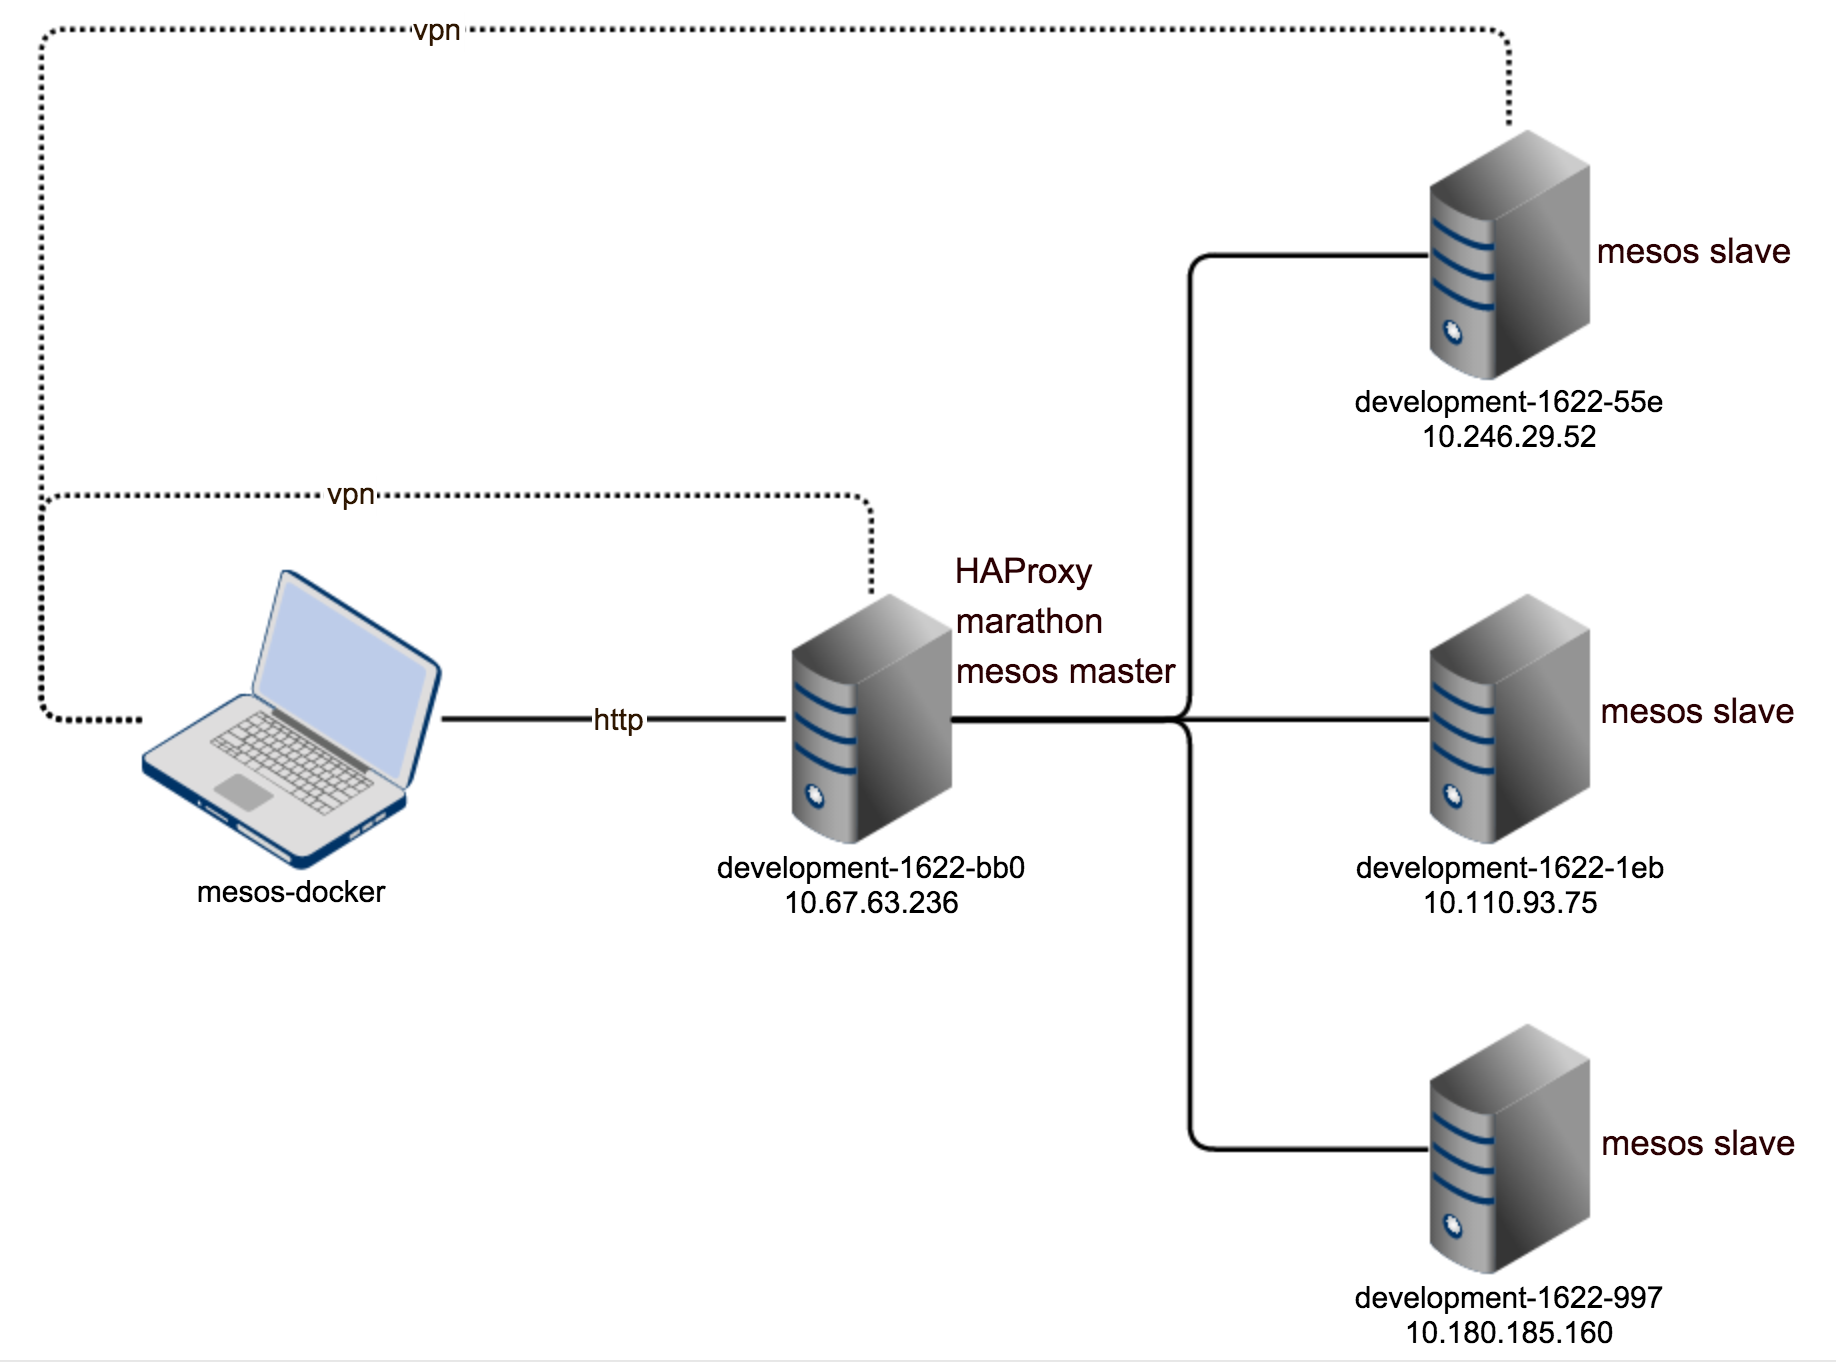 vpn
mesos slave
development-1622-55e
10.246.29.52
vpn
HAProxy
marathon
mesos master
http
mesos slave
mesos-docker
development-1622-bb0
10.67.63.236
development-1622-1eb
10.110.93.75
mesos slave
development-1622-997
10.180.185.160